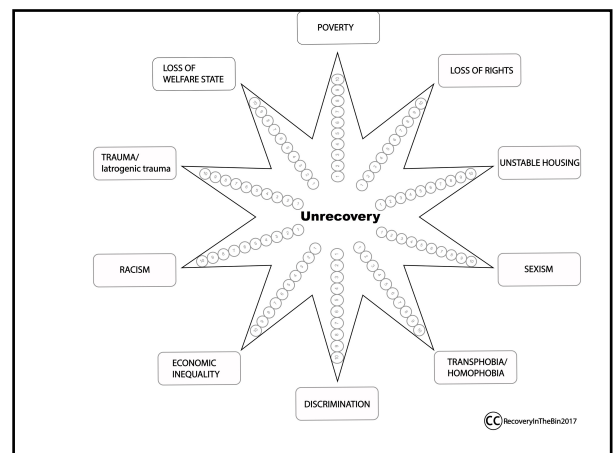 POVERTY
LOSS OF
WELFARE STATE
LOSS OF RIGHTS
TRAUMA/
Iatrogenic trauma
UNSTABLE HOUSING
Unrecovery
RACISM
SEXISM
ECONOMIC
INEQUALITY
TRANSPHOBIA/
HOMOPHOBIA
DISCRIMINATION
CC RecoveryInTheBin2017